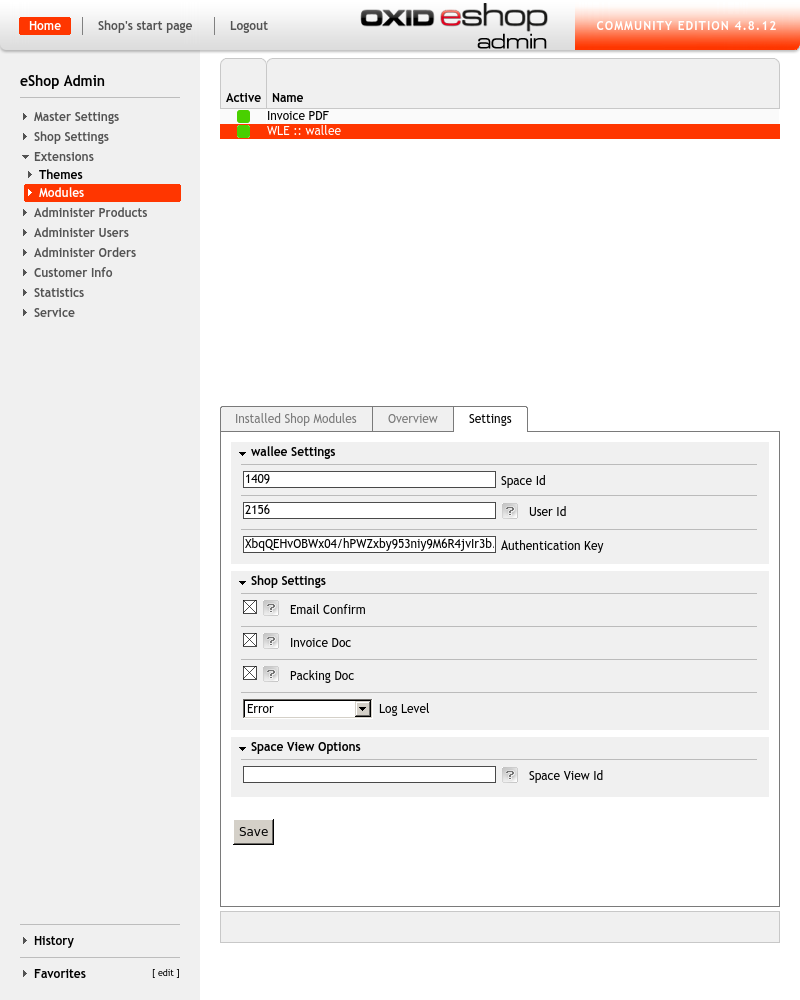 Home
Shop's start page
Logout
OXID eshop
admin
COMMUNITY EDITION 4.8.12
eShop Admin
Master Settings
Shop Settings
Extensions
Themes
Modules
Administer Products
Administer Users
Administer Orders
Customer Info
Statistics
Service
History
Favorites [ edit ]
Active Name
Invoice PDF
WLE :: wallee
Installed Shop Modules Overview Settings
wallee Settings
1409 Space Id
2156 ? User Id
XbqQEHvOBWx04/hPWZxby953niy9M6R4jvIr3b. Authentication Key
Shop Settings
? Email Confirm
? Invoice Doc
? Packing Doc
Error Log Level
Space View Options
? Space View Id
Save